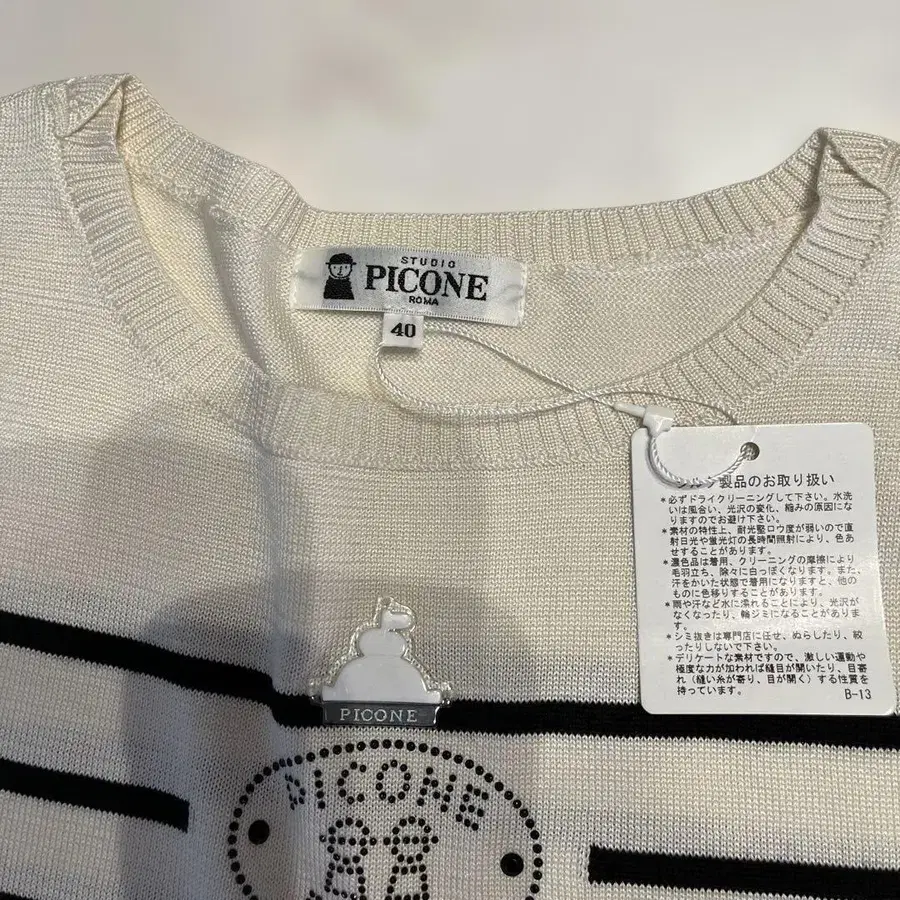 STUDIO
PICONE
ROMA
40
シルク製品のお取り扱い
*必ずドライクリーニングして下さい。水洗
いは風合い、光沢の変化、縮みの原因にな
りますのでお避け下さい。
*素材の特性上、耐光堅ロウ度が弱いので直
射日光や蛍光灯の長時間照射により、色あ
せすることがあります。
*濃色品は着用、クリーニングの摩擦により
毛羽立ち、除々に白っぽくなります。また、
汗をかいた状態で着用になりますと、他の
ものに色移りすることがあります。
*雨や汗など水に濡れることにより、光沢が
なくなったり、輪ジミになることがありま
す。
*シミ抜きは専門店に任せ、ぬらしたり、絞
ったりしないで下さい。
*デリケートな素材ですので、激しい運動や
極度な力が加われば縫目が開いたり、目寄
れ(縫い糸が寄り、目が開く)する性質を
持っています。
B-13
PICONE
PICONE